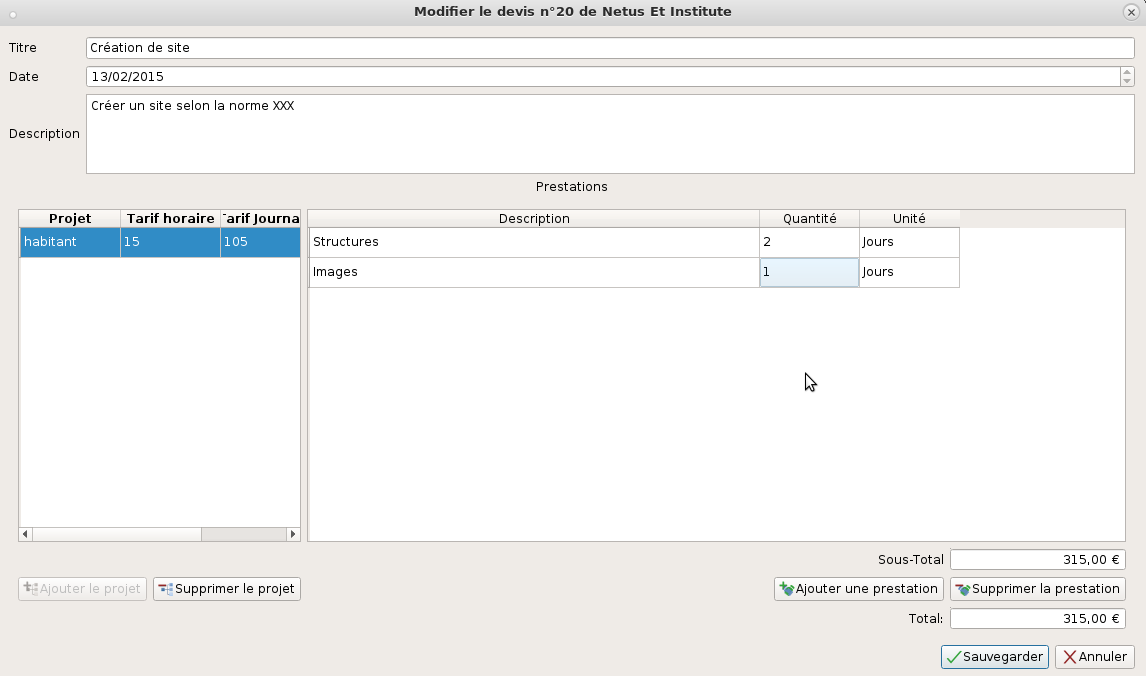 Modifier le devis n°20 de Netus Et Institute
Titre
Création de site
Date
13/02/2015
Description
Créer un site selon la norme XXX
Prestations
Projet Tarif horaire arif Journa
habitant 15 105
Description Quantité Unité
Structures 2 Jours
Images 1 Jours
Sous-Total 315,00 €
Ajouter le projet Supprimer le projet Ajouter une prestation Supprimer la prestation
Total: 315,00 €
Sauvegarder Annuler